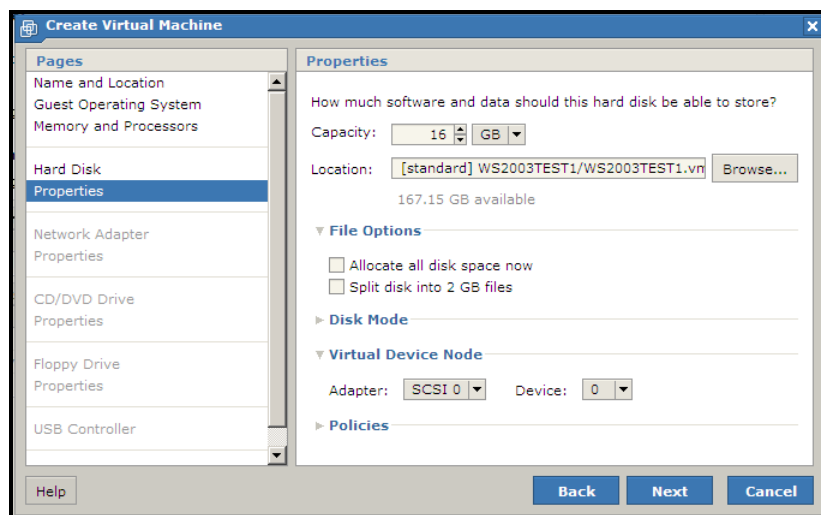 Create Virtual Machine
Pages
Name and Location
Guest Operating System
Memory and Processors
Hard Disk
Properties
Network Adapter
Properties
CD/DVD Drive
Properties
Floppy Drive
Properties
USB Controller
Properties
How much software and data should this hard disk be able to store?
Capacity: 16 GB
Location: [standard] WS2003TEST1/WS2003TEST1.vm Browse...
167.15 GB available
File Options
Allocate all disk space now
Split disk into 2 GB files
Disk Mode
Virtual Device Node
Adapter: SCSI 0 Device: 0
Policies
Help Back Next Cancel